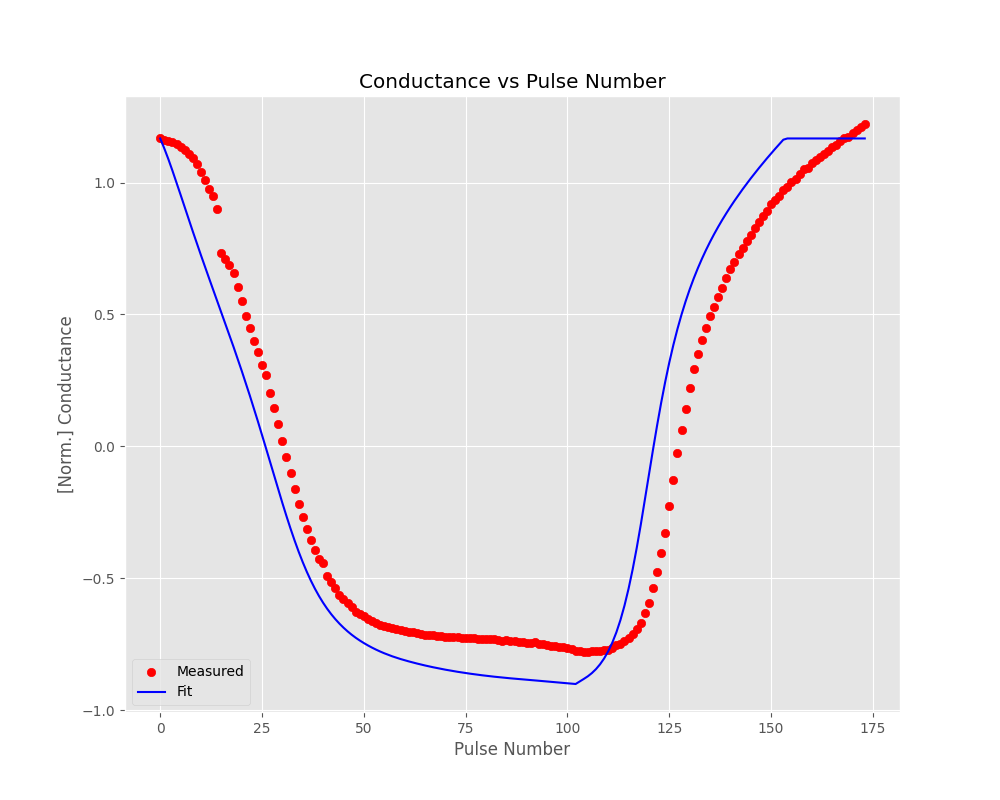 Conductance vs Pulse Number
[Norm.] Conductance
1.0
0.5
0.0
−0.5
−1.0
Measured
Fit
0 25 50 75 100 125 150 175
Pulse Number